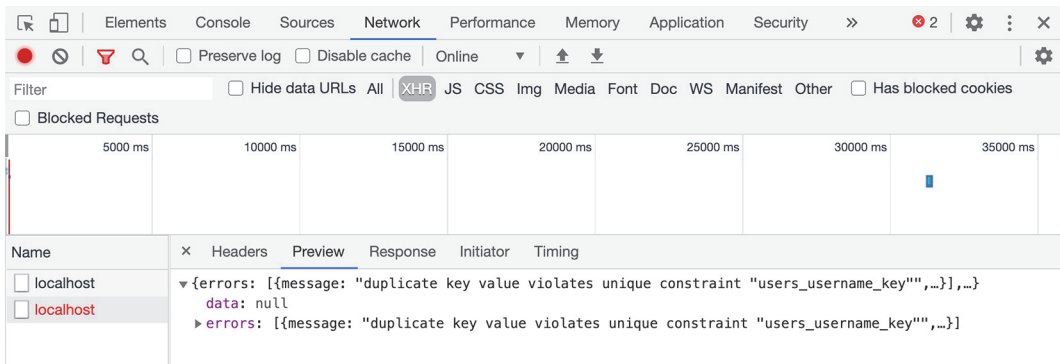 Elements Console Sources Network Performance Memory Application Security » 2
Preserve log Disable cache Online ▼
Filter Hide data URLs All XHR JS CSS Img Media Font Doc WS Manifest Other Has blocked cookies
Blocked Requests
5000 ms 10000 ms 15000 ms 20000 ms 25000 ms 30000 ms 35000 ms
Name × Headers Preview Response Initiator Timing
localhost ▼{errors: [{message: "duplicate key value violates unique constraint "users_username_key"",…}],…}
data: null
localhost ▶errors: [{message: "duplicate key value violates unique constraint "users_username_key"",…}]